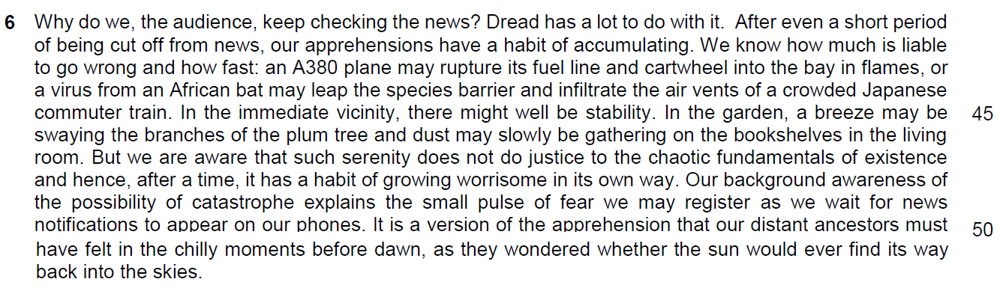 6 Why do we, the audience, keep checking the news? Dread has a lot to do with it. After even a short period
of being cut off from news, our apprehensions have a habit of accumulating. We know how much is liable
to go wrong and how fast: an A380 plane may rupture its fuel line and cartwheel into the bay in flames, or
a virus from an African bat may leap the species barrier and infiltrate the air vents of a crowded Japanese
commuter train. In the immediate vicinity, there might well be stability. In the garden, a breeze may be 45
swaying the branches of the plum tree and dust may slowly be gathering on the bookshelves in the living
room. But we are aware that such serenity does not do justice to the chaotic fundamentals of existence
and hence, after a time, it has a habit of growing worrisome in its own way. Our background awareness of
the possibility of catastrophe explains the small pulse of fear we may register as we wait for news
notifications to appear on our phones. It is a version of the apprehension that our distant ancestors must 50
have felt in the chilly moments before dawn, as they wondered whether the sun would ever find its way
back into the skies.